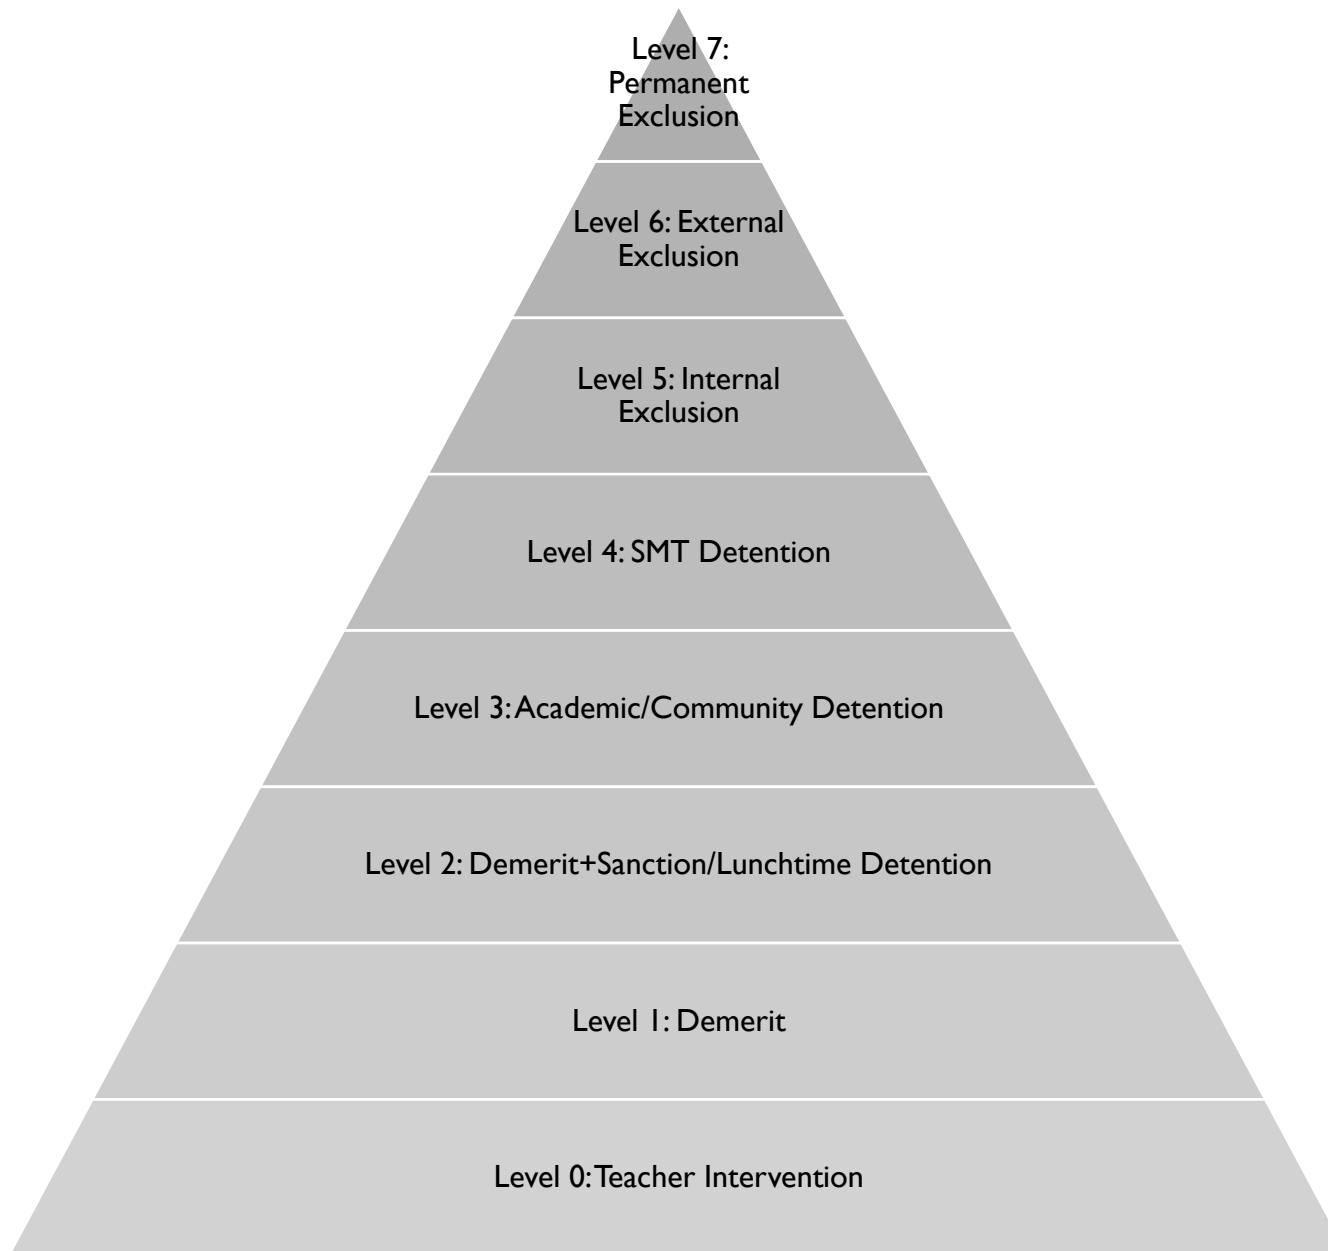 Level 7:
Permanent
Exclusion
Level 6: External
Exclusion
Level 5: Internal
Exclusion
Level 4: SMT Detention
Level 3: Academic/Community Detention
Level 2: Demerit+Sanction/Lunchtime Detention
Level 1: Demerit
Level 0: Teacher Intervention